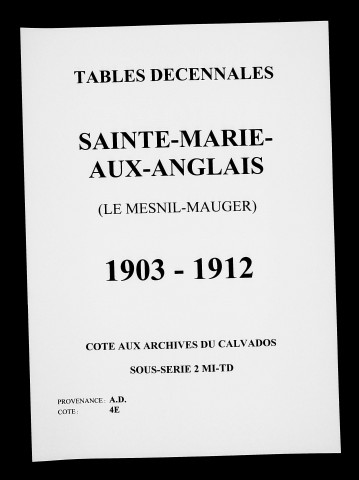 TABLES DECENNALES
SAINTE-MARIE-
AUX-ANGLAIS
(LE MESNIL-MAUGER)
1903 - 1912
COTE AUX ARCHIVES DU CALVADOS
SOUS-SERIE 2 MI-TD
PROVENANCE: A.D.
COTE: 4E